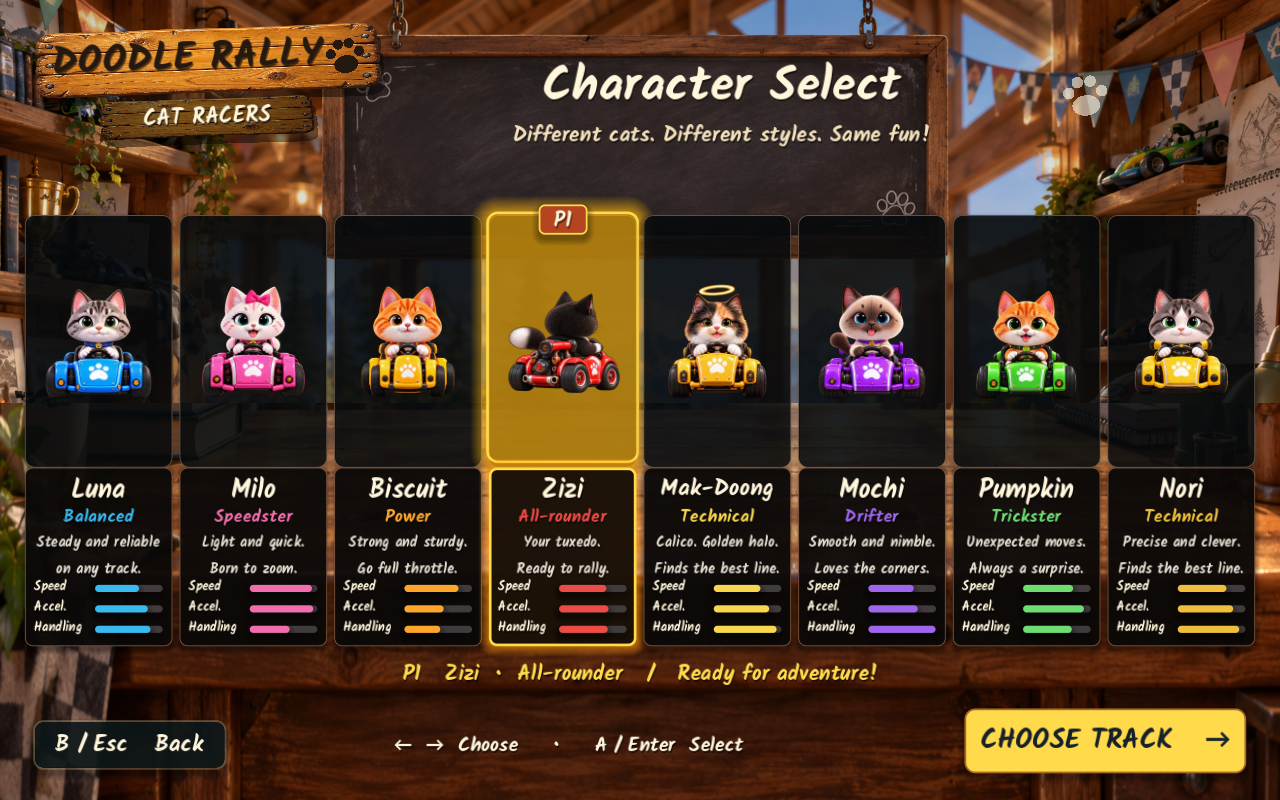 DOODLE RALLY
CAT RACERS
Character Select
Different cats. Different styles. Same fun!
P1
Luna
Balanced
Steady and reliable
on any track.
Speed
Accel.
Handling
Milo
Speedster
Light and quick.
Born to zoom.
Speed
Accel.
Handling
Biscuit
Power
Strong and sturdy.
Go full throttle.
Speed
Accel.
Handling
Zizi
All-rounder
Your tuxedo.
Ready to rally.
Speed
Accel.
Handling
Mak-Doong
Technical
Calico. Golden halo.
Finds the best line.
Speed
Accel.
Handling
Mochi
Drifter
Smooth and nimble.
Loves the corners.
Speed
Accel.
Handling
Pumpkin
Trickster
Unexpected moves.
Always a surprise.
Speed
Accel.
Handling
Nori
Technical
Precise and clever.
Finds the best line.
Speed
Accel.
Handling
P1 Zizi · All-rounder / Ready for adventure!
B / Esc Back
← → Choose · A / Enter Select
CHOOSE TRACK →